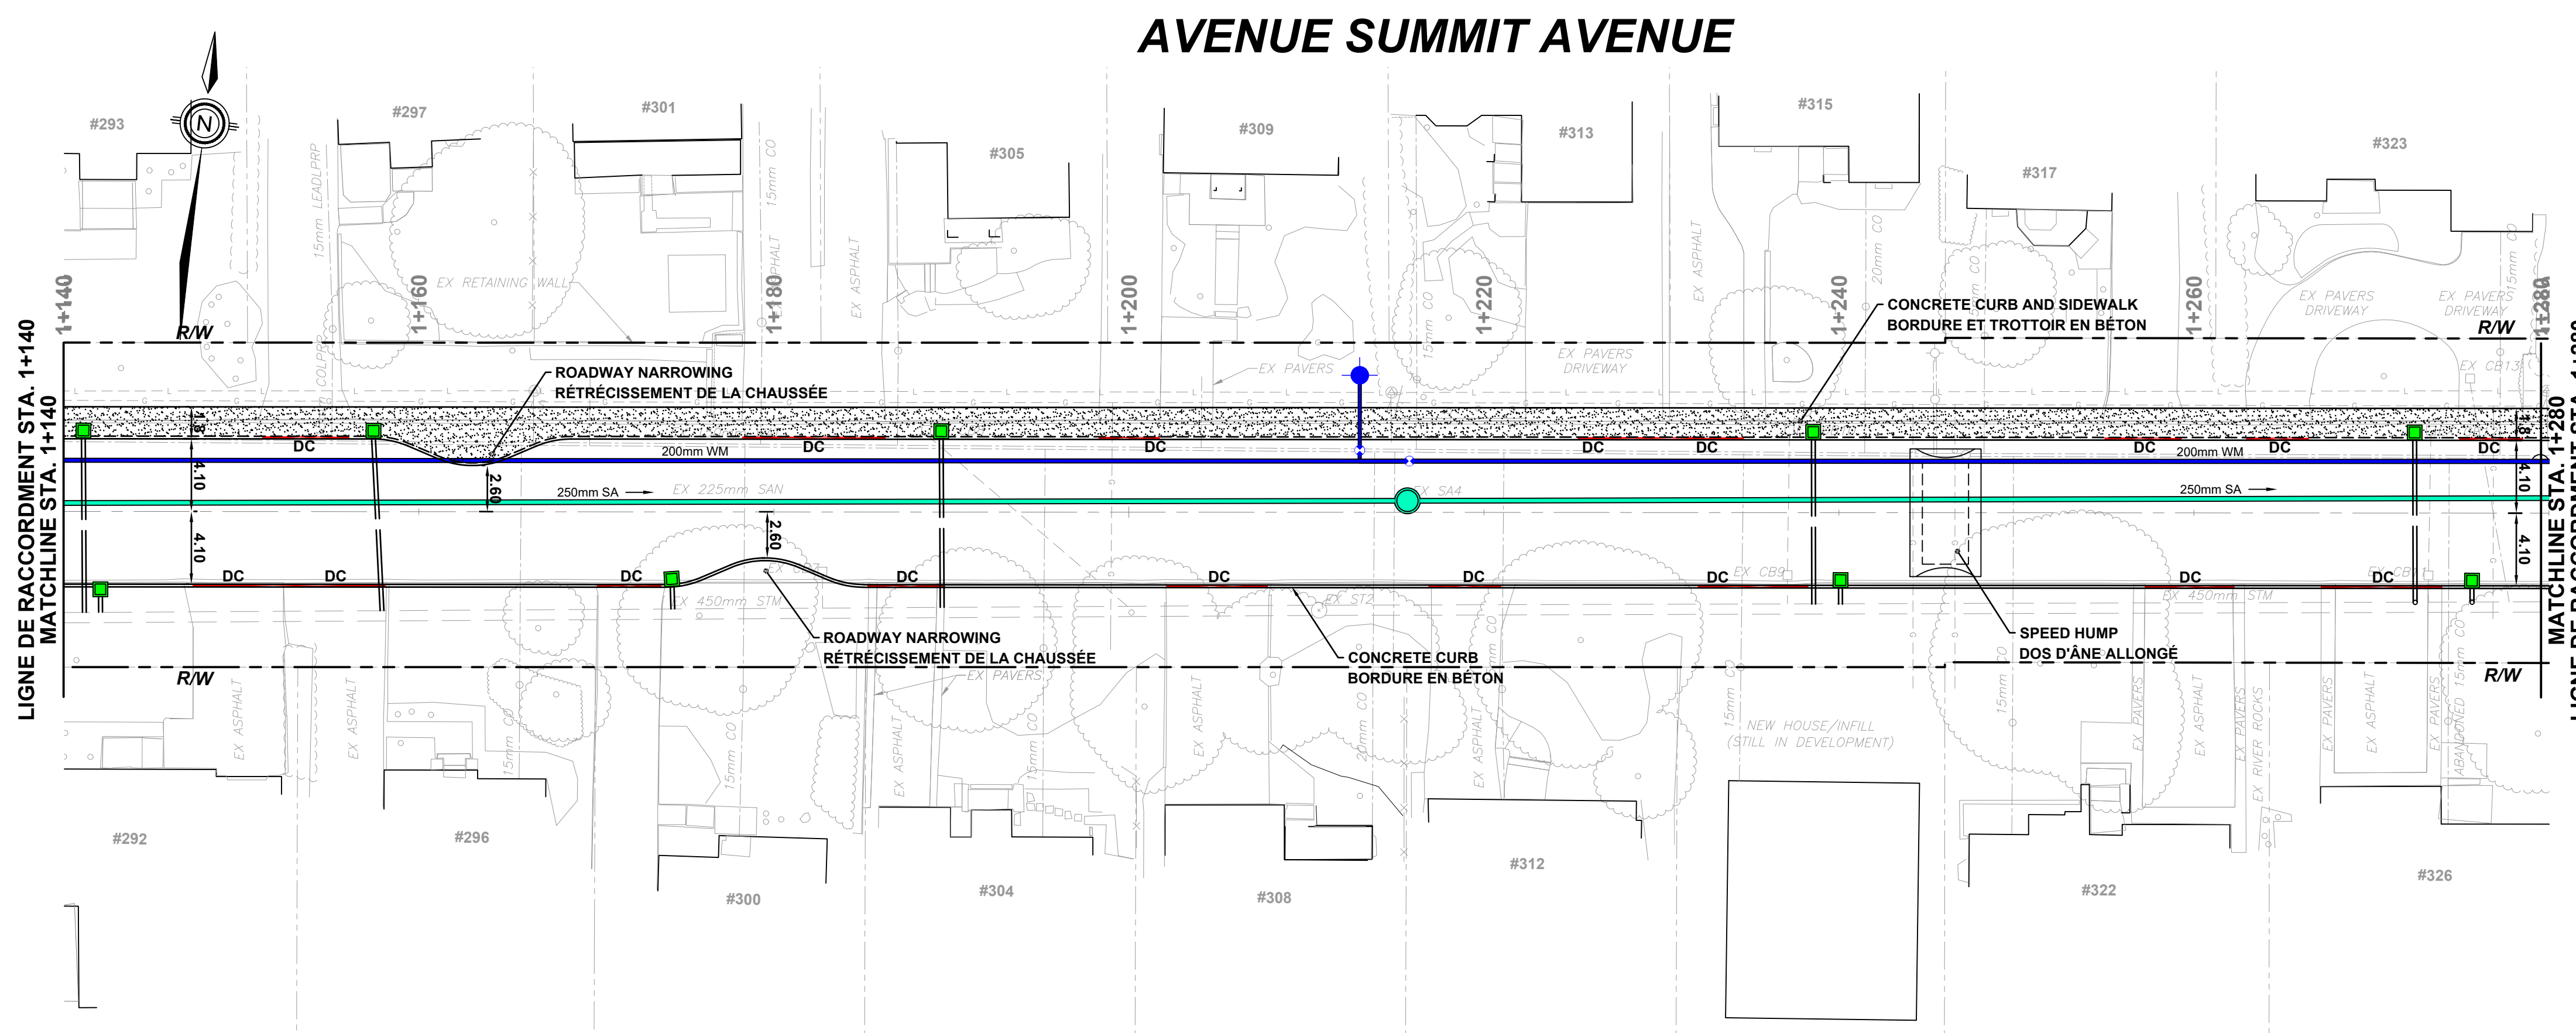 AVENUE SUMMIT AVENUE
N
#293
#297
#301
#305
#309
#313
#315
#317
#323
15mm LEADLPRP
15mm CO
EX ASPHALT
EX ASPHALT
15mm CO
EX ASPHALT
20mm CO
15mm CO
EX RETAINING WALL
1+140
1+160
1+180
1+200
1+220
1+240
1+260
1+280
R/W
R/W
CONCRETE CURB AND SIDEWALK
BORDURE ET TROTTOIR EN BÉTON
EX PAVERS
DRIVEWAY
EX PAVERS
DRIVEWAY
EX PAVERS
DRIVEWAY
EX PAVERS
EX CB13
ROADWAY NARROWING
RÉTRÉCISSEMENT DE LA CHAUSSÉE
LIGNE DE RACCORDMENT STA. 1+140
MATCHLINE STA. 1+140
MATCHLINE STA. 1+280
1.8
1.8
DC
DC
DC
DC
DC
DC
DC
DC
200mm WM
200mm WM
4.10
2.60
4.10
250mm SA
EX 225mm SAN
EX SA4
250mm SA
4.10
2.60
4.10
DC
DC
DC
DC
DC
DC
DC
DC
DC
EX CB9
EX CB11
EX 450mm STM
EX ST2
EX 450mm STM
ROADWAY NARROWING
RÉTRÉCISSEMENT DE LA CHAUSSÉE
CONCRETE CURB
BORDURE EN BÉTON
SPEED HUMP
DOS D'ÂNE ALLONGÉ
R/W
R/W
EX PAVERS
EX ASPHALT
EX ASPHALT
15mm CO
15mm CO
EX ASPHALT
15mm CO
EX ASPHALT
20mm CO
EX ASPHALT
15mm CO
NEW HOUSE/INFILL
(STILL IN DEVELOPMENT)
15mm CO
EX PAVERS
EX ASPHALT
EX PAVERS
EX RIVER ROCKS
EX PAVERS
EX ASPHALT
ABANDONED 15mm CO
#292
#296
#300
#304
#308
#312
#322
#326